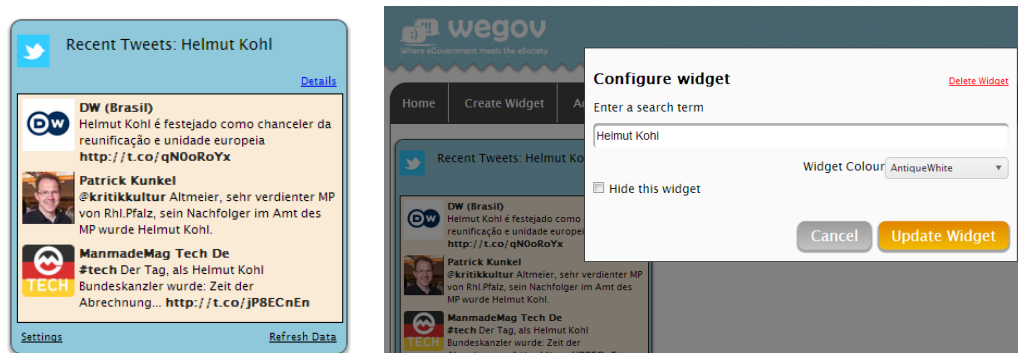 Recent Tweets: Helmut Kohl
Details
DW (Brasil)
Helmut Kohl é festejado como chanceler da
reunificação e unidade europeia
http://t.co/qN0oRoYx
Patrick Kunkel
@kritikkultur Altmeier, sehr verdienter MP
von Rhl.Pfalz, sein Nachfolger im Amt des
MP wurde Helmut Kohl.
ManmadeMag Tech De
#tech Der Tag, als Helmut Kohl
Bundeskanzler wurde: Zeit der
Abrechnung... http://t.co/jP8ECnEn
TECH
Settings
Refresh Data
wegov
Where eGovernment meets the eSociety
Home
Create Widget
Recent Tweets: Helmut Ko
DW (Brasil)
Helmut Kohl é festejado como
reunificação e unidade europei
http://t.co/qN0oRoYx
Patrick Kunkel
@kritikkultur Altmeier, sehr verdienter MP
von Rhl.Pfalz, sein Nachfolger im Amt des
MP wurde Helmut Kohl.
ManmadeMag Tech De
#tech Der Tag, als Helmut Kohl
Bundeskanzler wurde: Zeit der
TECH
Configure widget
Delete Widget
Enter a search term
Helmut Kohl
Widget Colour
AntiqueWhite
Hide this widget
Cancel
Update Widget